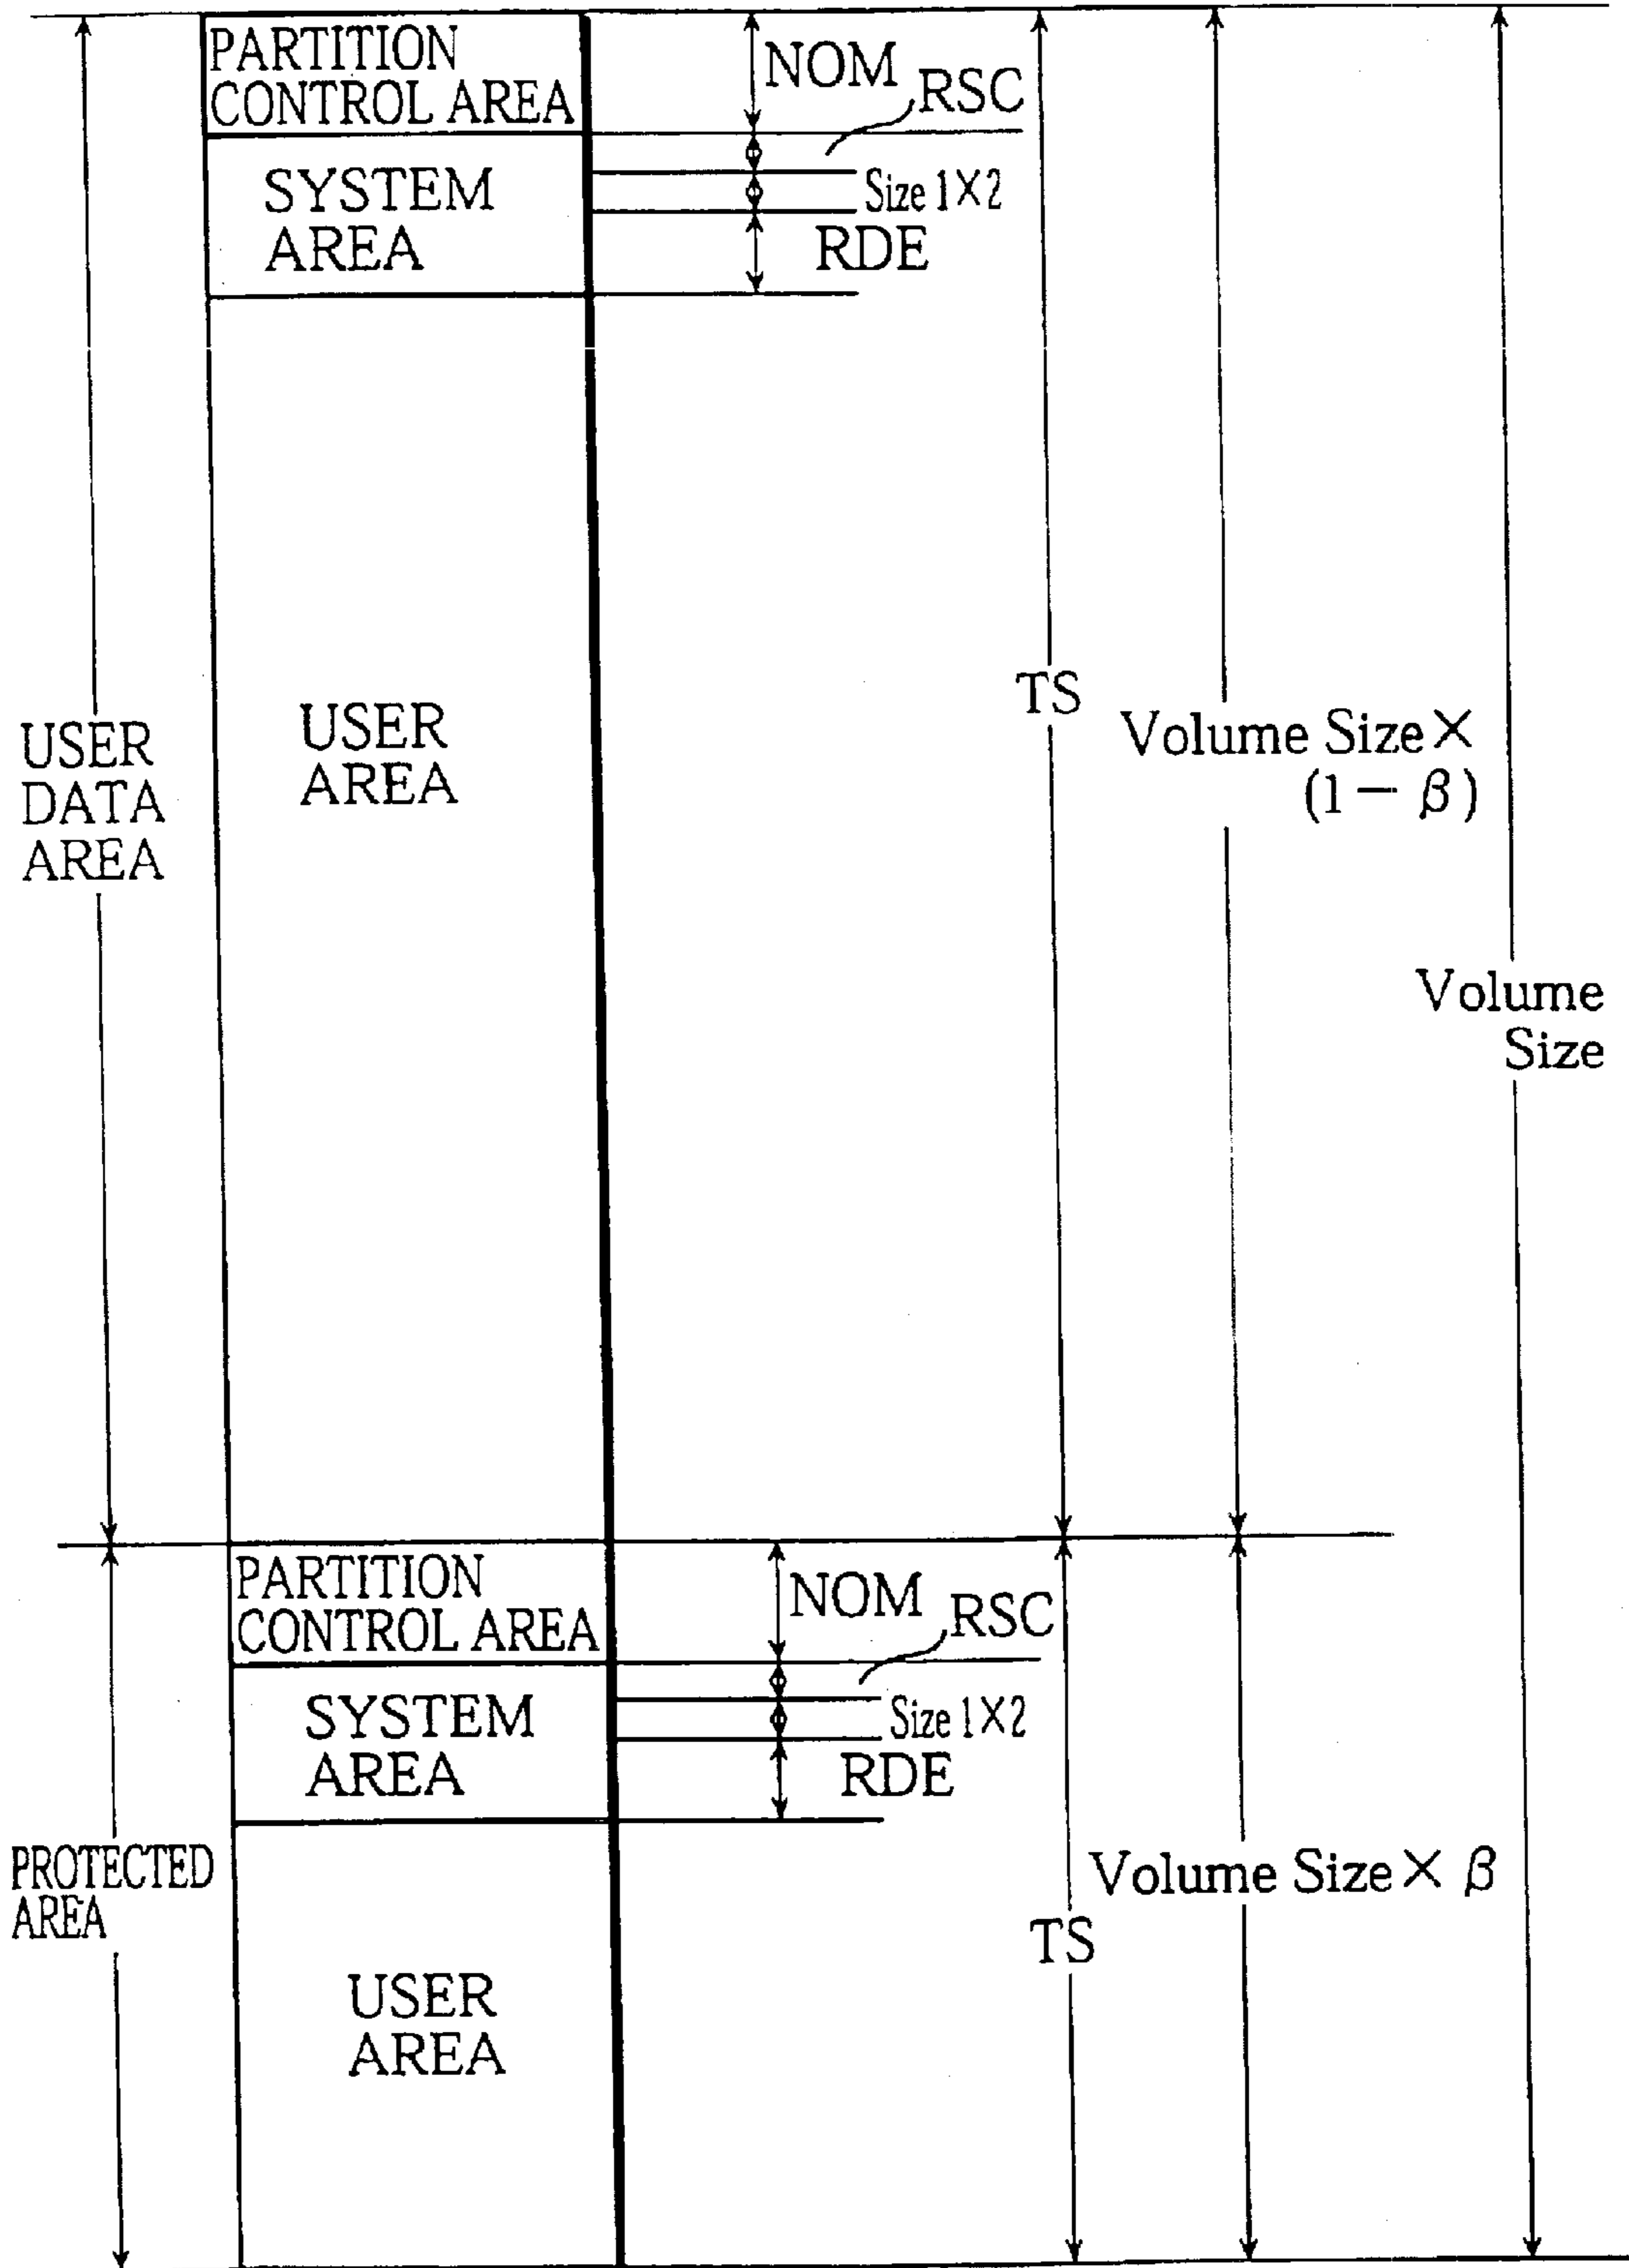 PARTITION
CONTROL AREA
NOM
RSC
SYSTEM
AREA
Size 1×2
RDE
USER
DATA
AREA
USER
AREA
TS
Volume Size×
(1− β)
Volume
Size
PARTITION
CONTROL AREA
NOM
RSC
SYSTEM
AREA
Size 1×2
RDE
PROTECTED
AREA
Volume Size× β
TS
USER
AREA